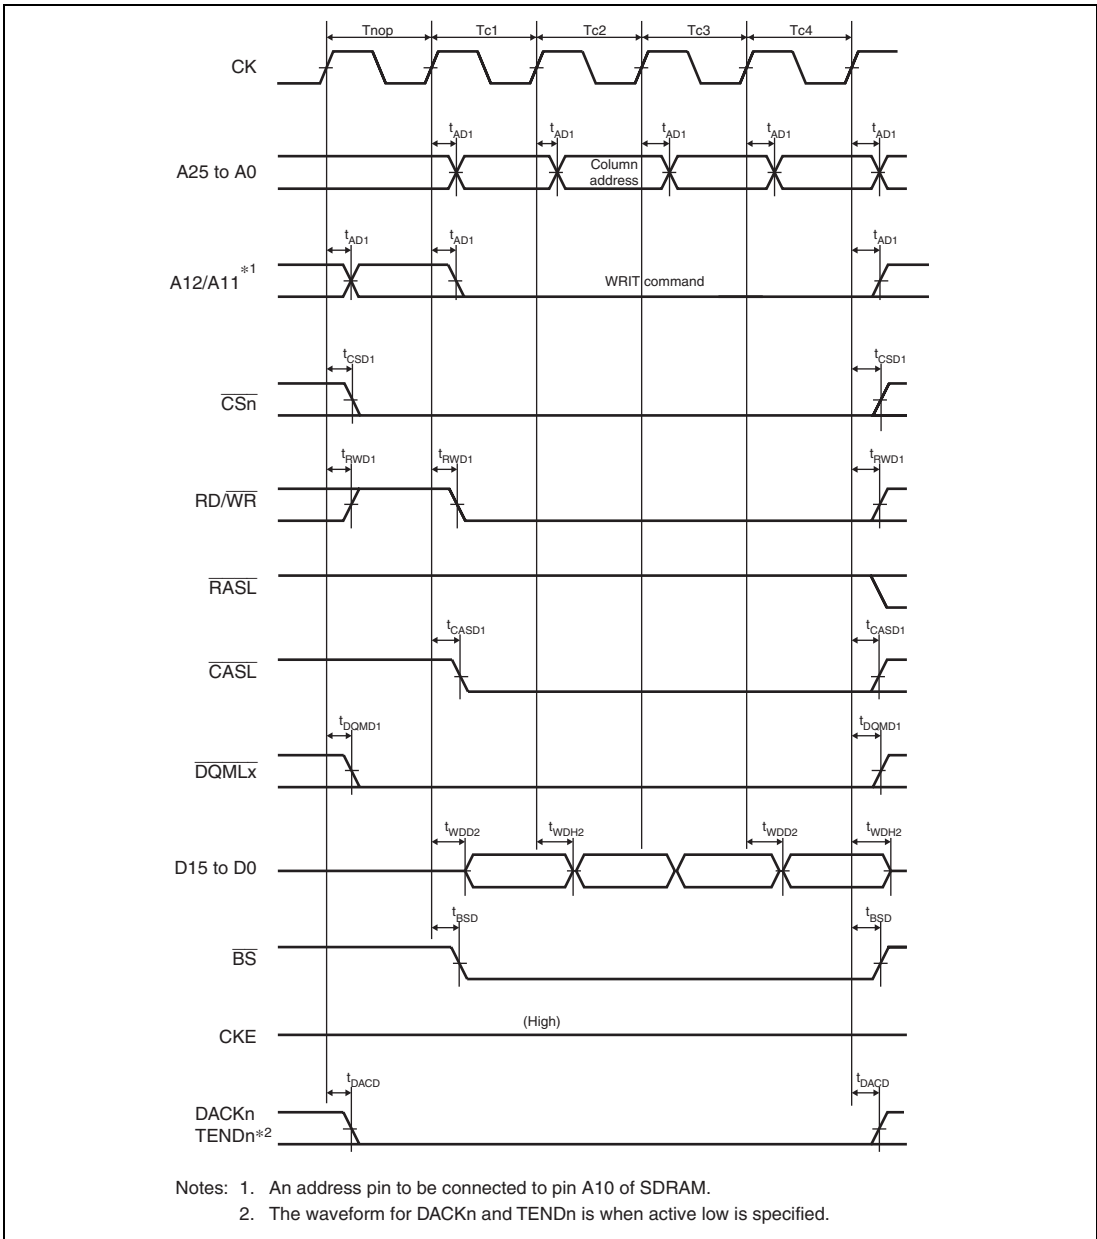 Tnop Tc1 Tc2 Tc3 Tc4
CK
tAD1 tAD1 tAD1 tAD1 tAD1
A25 to A0
Column
address
tAD1 tAD1 tAD1
A12/A11*1
WRIT command
tCSD1 tCSD1
CSn
tRWD1 tRWD1 tRWD1
RD/WR
RASL
tCASD1 tCASD1
CASL
tDQMD1 tDQMD1
DQMLx
tWDD2 tWDH2 tWDD2 tWDH2
D15 to D0
tBSD tBSD
BS
(High)
CKE
tDACD tDACD
DACKn
TENDn*2
Notes: 1. An address pin to be connected to pin A10 of SDRAM.
2. The waveform for DACKn and TENDn is when active low is specified.